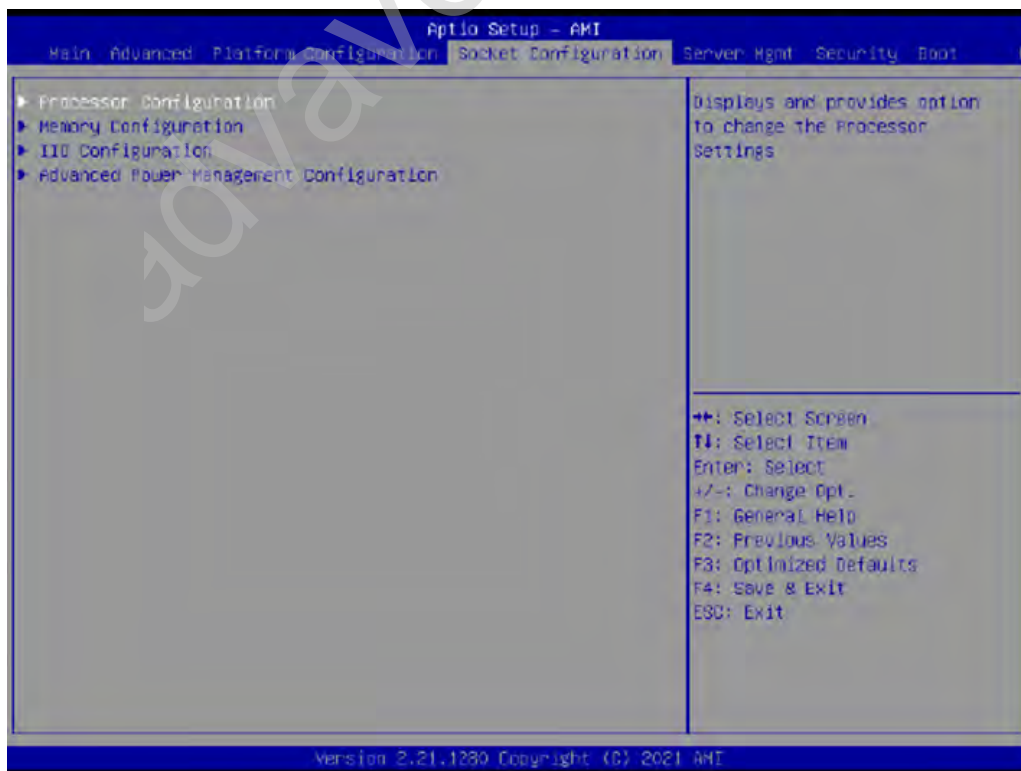 Aptio Setup – AMI
Main Advanced Platform Configuration Socket Configuration Server Mgmt Security Boot
Processor Configuration
Memory Configuration
IIO Configuration
Advanced Power Management Configuration
Displays and provides option
to change the Processor
Settings
→←: Select Screen
↑↓: Select Item
Enter: Select
+/-: Change Opt.
F1: General Help
F2: Previous Values
F3: Optimized Defaults
F4: Save & Exit
ESC: Exit
Version 2.21.1280 Copyright (C) 2021 AMI